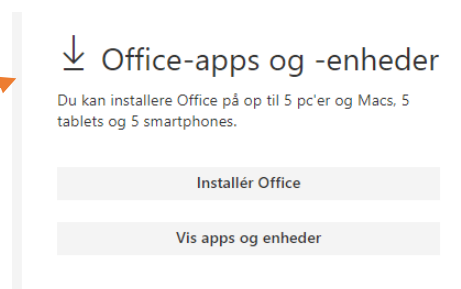 Office-apps og -enheder
Du kan installere Office på op til 5 pc'er og Macs, 5
tablets og 5 smartphones.
Installér Office
Vis apps og enheder